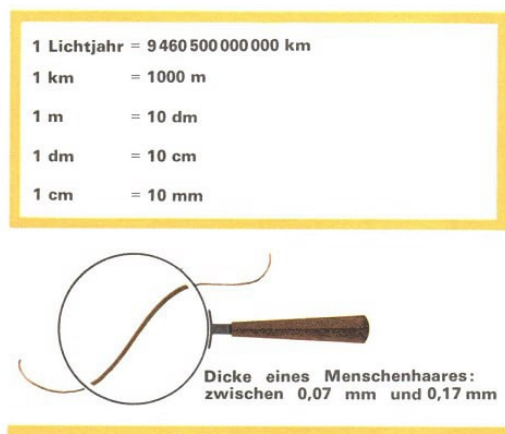 1 Lichtjahr = 9 460 500 000 000 km
1 km = 1000 m
1 m = 10 dm
1 dm = 10 cm
1 cm = 10 mm
Dicke eines Menschenhaares:
zwischen 0,07 mm und 0,17 mm